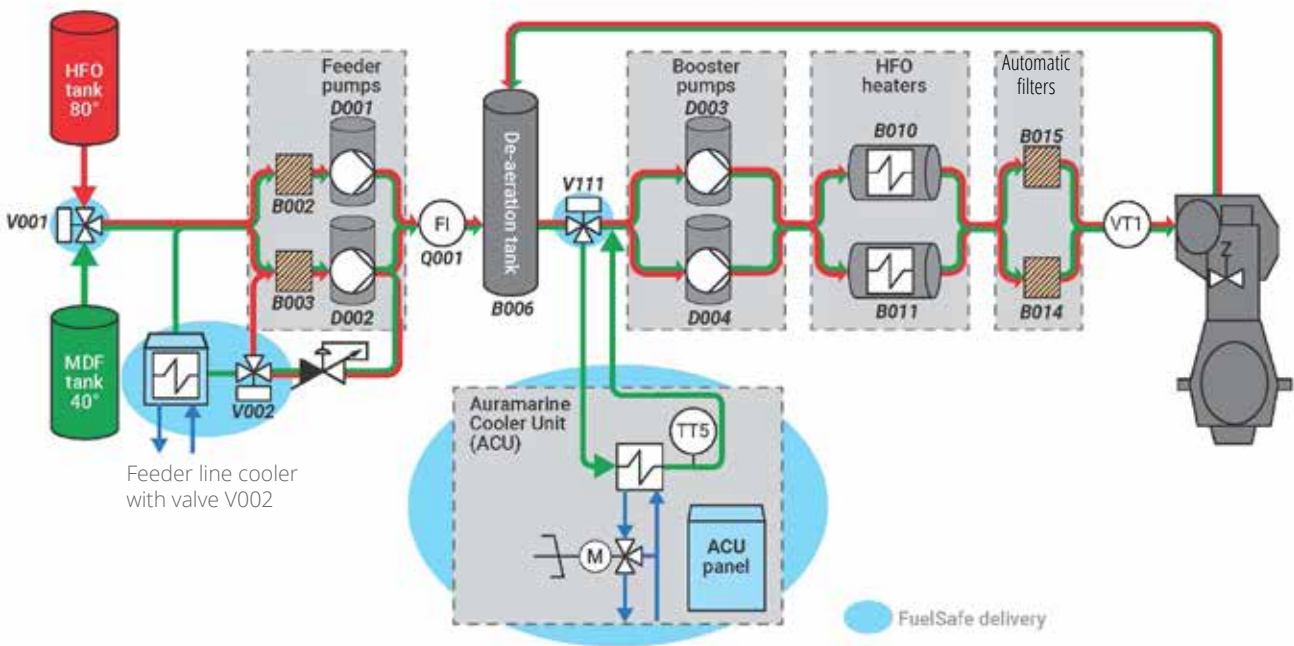 HFO
tank
80°
V001
MDF
tank
40°
Feeder
pumps
D001
B002
B003
D002
V002
Feeder line cooler
with valve V002
FI
Q001
De-aeration tank
B006
V111
Booster
pumps
D003
D004
HFO
heaters
B010
B011
Automatic
filters
B015
B014
VT1
Auramarine
Cooler Unit
(ACU)
TT5
M
ACU
panel
FuelSafe delivery